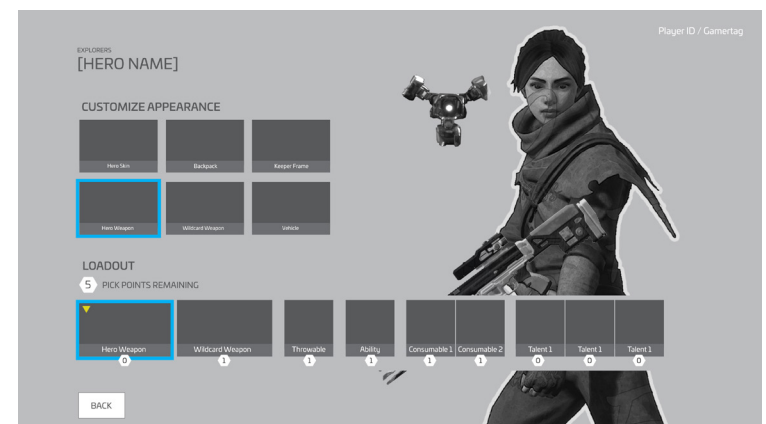 Player ID / Gamertag
EXPLORERS
[HERO NAME]
CUSTOMIZE APPEARANCE
Hero Skin Backpack Keeper Frame
Hero Weapon Wildcard Weapon Vehicle
LOADOUT
5 PICK POINTS REMAINING
Hero Weapon Wildcard Weapon Throwable Ability Consumable 1 Consumable 2 Talent 1 Talent 1 Talent 1
0 1 1 1 1 1 0 0 0
BACK